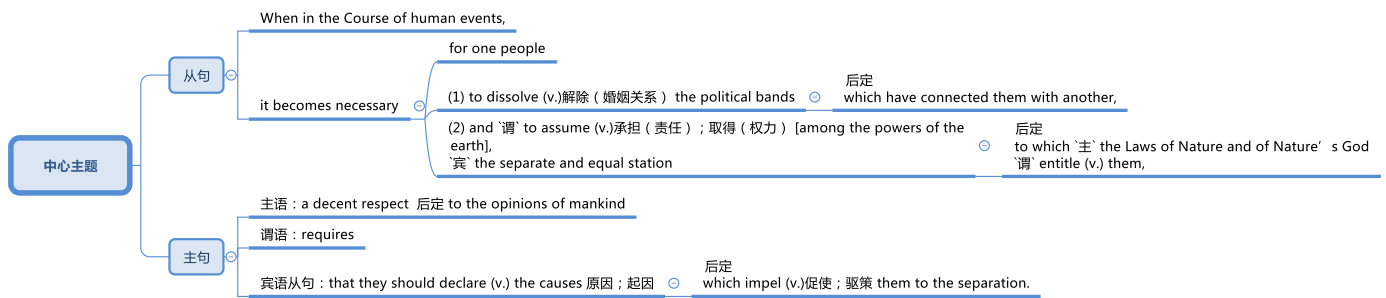 中心主题
从句
When in the Course of human events,
it becomes necessary
for one people
(1) to dissolve (v.)解除（婚姻关系） the political bands
后定
which have connected them with another,
(2) and `谓` to assume (v.)承担（责任）；取得（权力） [among the powers of the
earth],
`宾` the separate and equal station
后定
to which `主` the Laws of Nature and of Nature’s God
`谓` entitle (v.) them,
主句
主语：a decent respect 后定 to the opinions of mankind
谓语：requires
宾语从句：that they should declare (v.) the causes 原因；起因
后定
which impel (v.)促使；驱策 them to the separation.